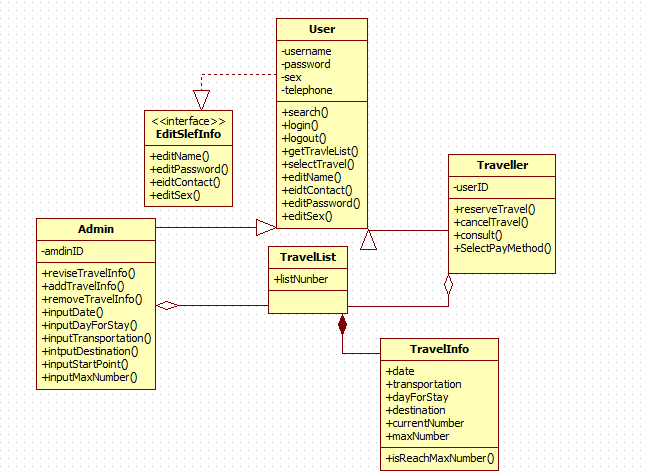 User
-username
-password
-sex
-telephone
+search()
+login()
+logout()
+getTravleList()
+selectTravel()
+editName()
+eidtContact()
+editPassword()
+editSex()
<<interface>>
EditSlefInfo
+editName()
+editPassword()
+eidtContact()
+editSex()
Traveller
-userID
+reserveTravel()
+cancelTravel()
+consult()
+SelectPayMethod()
Admin
-amdinID
+reviseTravelInfo()
+addTravelInfo()
+removeTravelInfo()
+inputDate()
+inputDayForStay()
+inputTransportation()
+intputDestination()
+inputStartPoint()
+inputMaxNumber()
TravelList
+listNunber
TravelInfo
+date
+transportation
+dayForStay
+destination
+currentNumber
+maxNumber
+isReachMaxNumber()